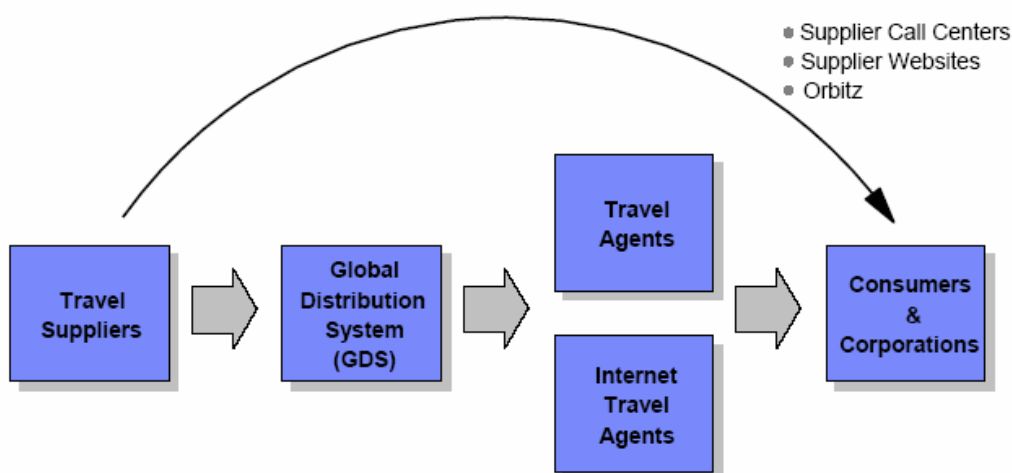 Supplier Call Centers
Supplier Websites
Orbitz
Travel
Suppliers
Global
Distribution
System
(GDS)
Travel
Agents
Internet
Travel
Agents
Consumers
&
Corporations